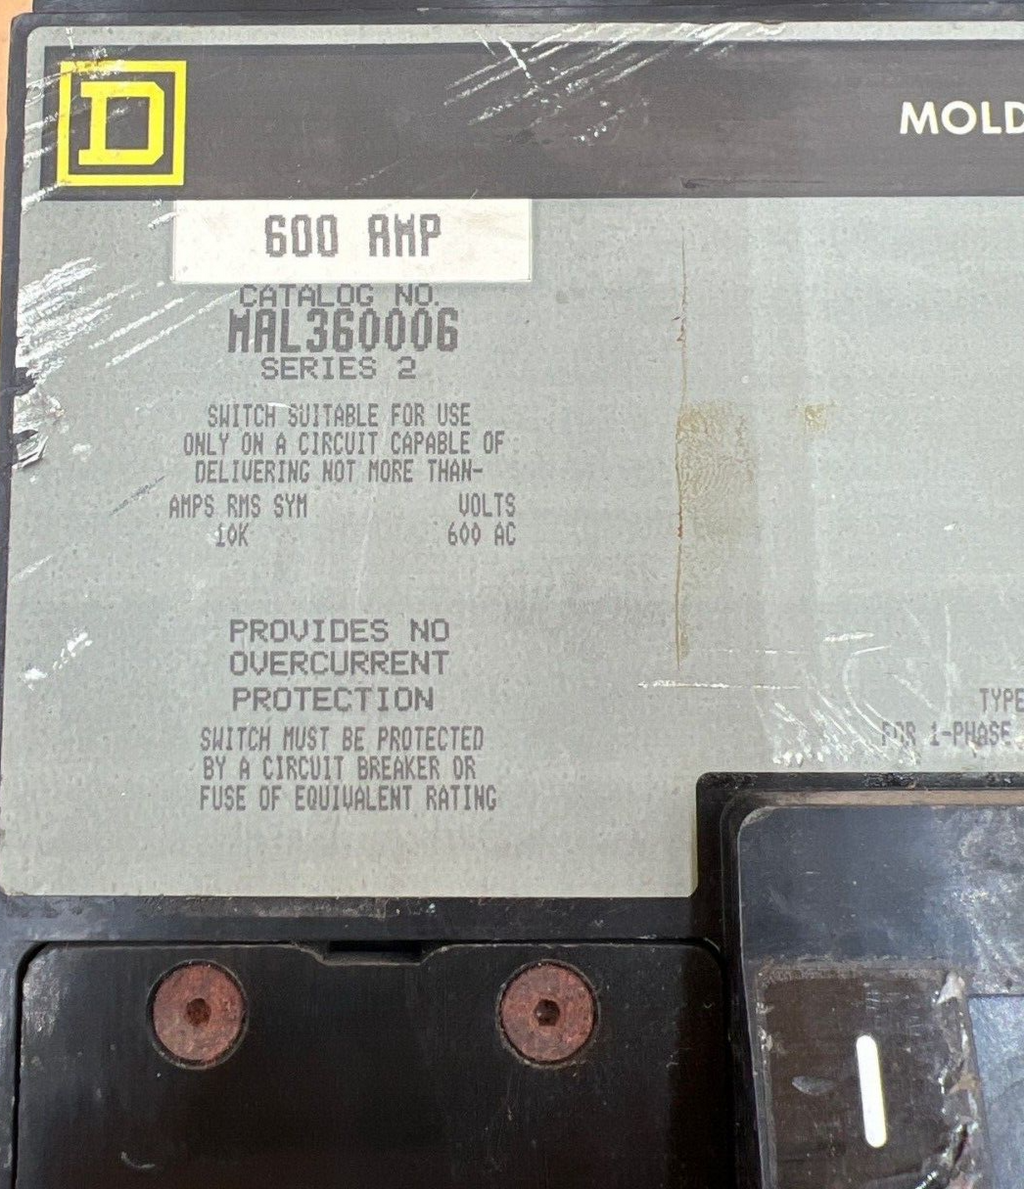 D
MOLD
600 AMP
CATALOG NO.
MAL360006
SERIES 2
SWITCH SUITABLE FOR USE
ONLY ON A CIRCUIT CAPABLE OF
DELIVERING NOT MORE THAN-
AMPS RMS SYM VOLTS
10K 600 AC
PROVIDES NO
OVERCURRENT
PROTECTION
TYPE
SWITCH MUST BE PROTECTED
FOR 1-PHASE
BY A CIRCUIT BREAKER OR
FUSE OF EQUIVALENT RATING
I